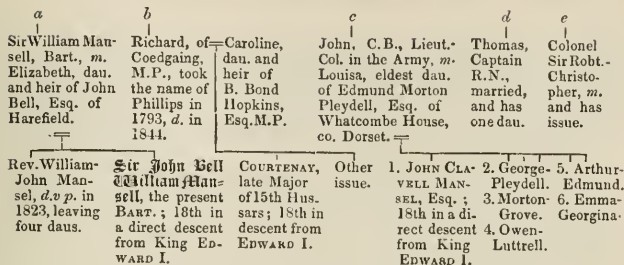 a
Sir William Man-
sell, Bart., m.
Elizabeth, dau.
and heir of John
Bell, Esq. of
Harefield.
b
Richard, of
Coedgaing,
M.P., took
the name of
Phillips in
1793, d. in
1844.
Caroline,
dau. and
heir of
B. Bond
Hopkins,
Esq. M.P.
c
John, C.B., Lieut.-
Col. in the Army, m.
Louisa, eldest dau.
of Edmund Morton
Pleydell, Esq. of
Whatcombe House,
co. Dorset.
d
Thomas,
Captain
R.N.,
married,
and has
one dau.
e
Colonel
Sir Robt.-
Christo-
pher, m.
and has
issue.
Rev. William-
John Man-
sel, d.v p. in
1823, leaving
four daus.
Sir John Bell
William Man-
sell, the present
BART.; 18th in
a direct descent
from King ED-
WARD I.
COURTENAY,
late Major
of 15th Hus-
sars; 18th in
descent from
EDWARD I.
Other
issue.
1. JOHN CLA-
VELL MAN-
SEL, Esq.;
18th in a di-
rect descent
from King
EDWARD I.
2. George-
Pleydell.
3. Morton-
Grove.
4. Owen-
Luttrell.
5. Arthur-
Edmund.
6. Emma-
Georgina.